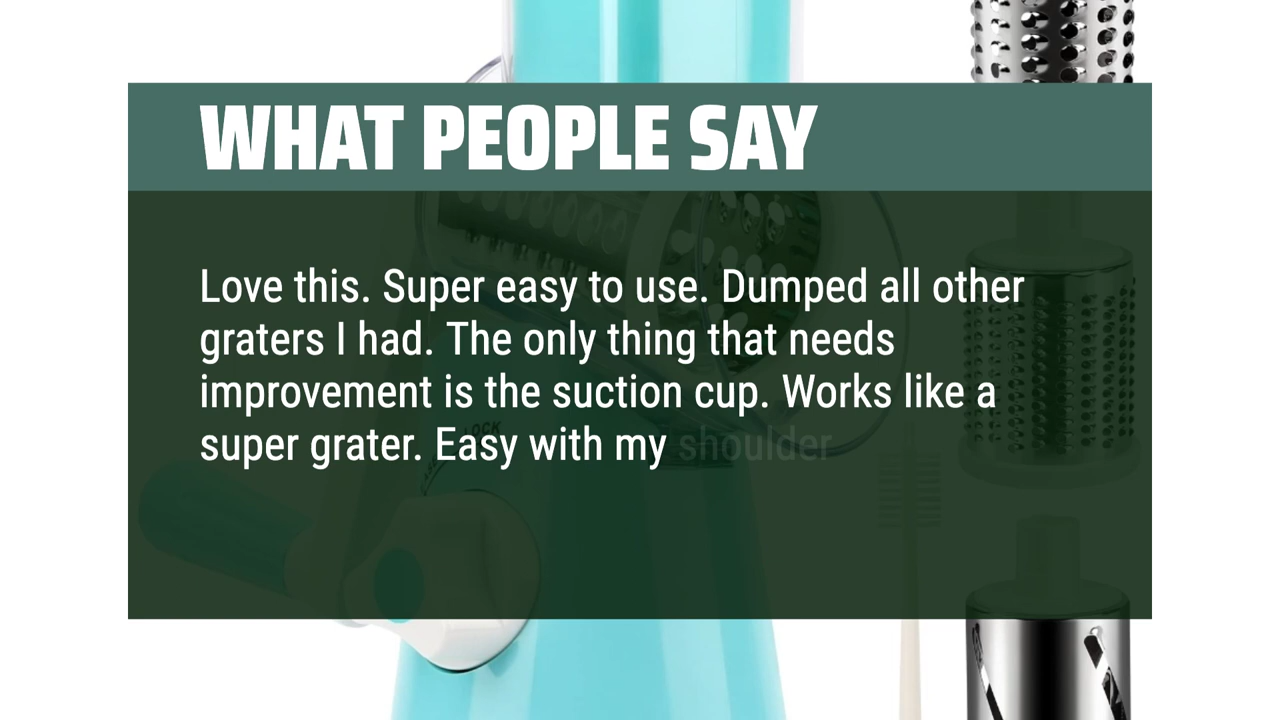 WHAT PEOPLE SAY
Love this. Super easy to use. Dumped all other
graters I had. The only thing that needs
improvement is the suction cup. Works like a
super grater. Easy with my shoulder
LOCK